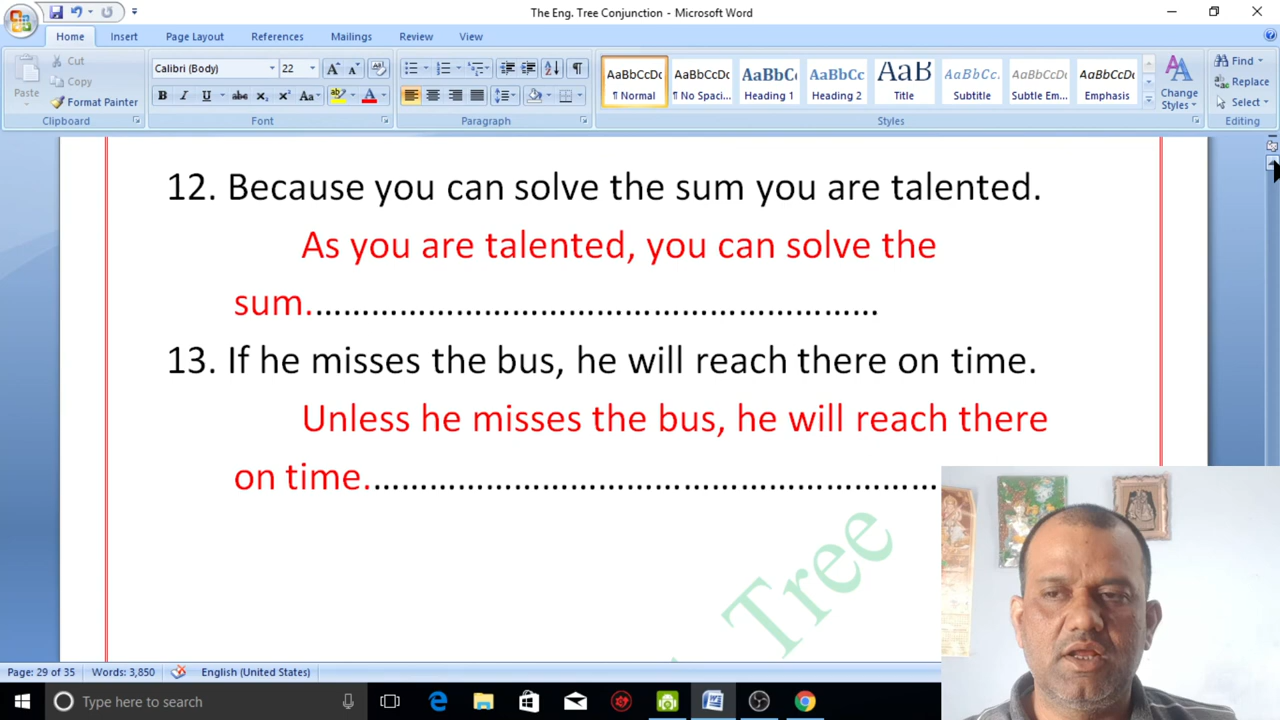 The Eng. Tree Conjunction - Microsoft Word
Home Insert Page Layout References Mailings Review View
Paste
Cut
Copy
Format Painter
Clipboard
Calibri (Body) 22
Font
Paragraph
AaBbCcDc AaBbCcDc AaBbCc AaBbCc AaB AaBbCc. AaBbCcDc AaBbCcDc
¶ Normal ¶ No Spaci... Heading 1 Heading 2 Title Subtitle Subtle Em... Emphasis
Change
Styles
Styles
Find
Replace
Select
Editing
12. Because you can solve the sum you are talented.
As you are talented, you can solve the
sum...................................................................
13. If he misses the bus, he will reach there on time.
Unless he misses the bus, he will reach there
on time...................................................................
Tree
Page: 29 of 35 Words: 3,850 English (United States)
Type here to search